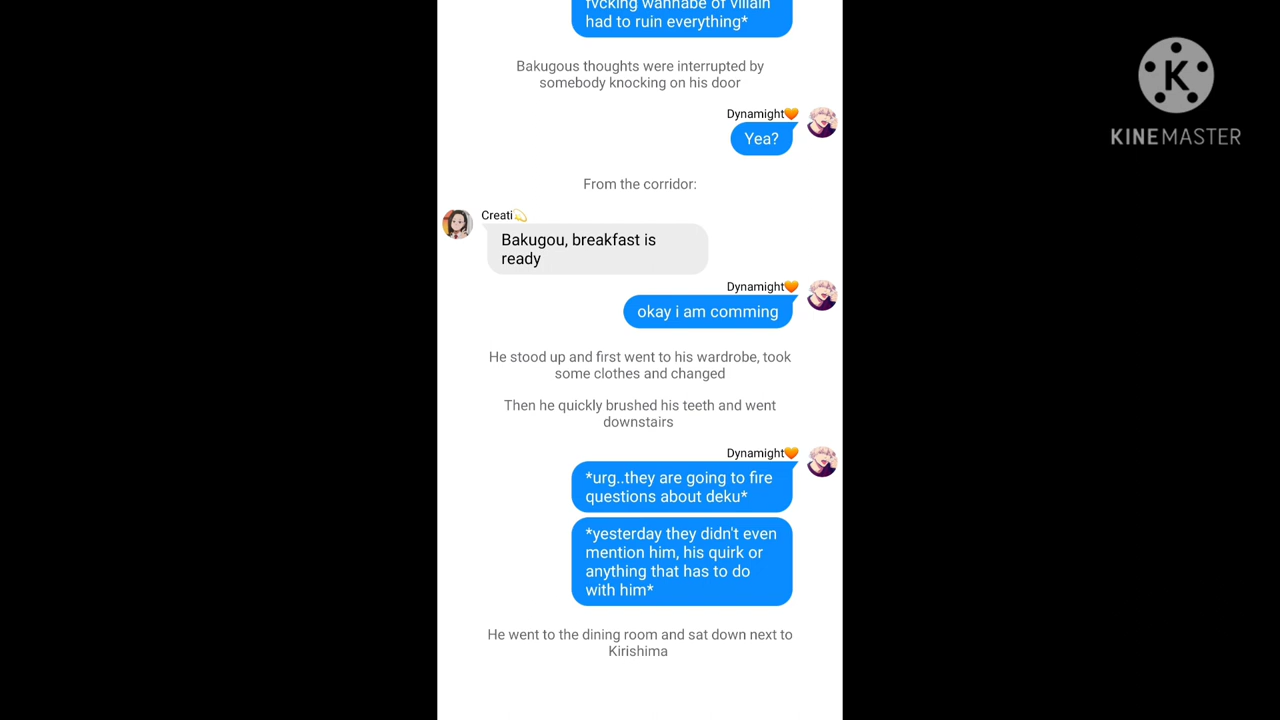 fvcking wannabe of villain
had to ruin everything*
Bakugous thoughts were interrupted by
somebody knocking on his door
Dynamight🧡
Yea?
From the corridor:
Creati💫
Bakugou, breakfast is
ready
Dynamight🧡
okay i am comming
He stood up and first went to his wardrobe, took
some clothes and changed
Then he quickly brushed his teeth and went
downstairs
Dynamight🧡
*urg..they are going to fire
questions about deku*
*yesterday they didn't even
mention him, his quirk or
anything that has to do
with him*
He went to the dining room and sat down next to
Kirishima
K
KINEMASTER